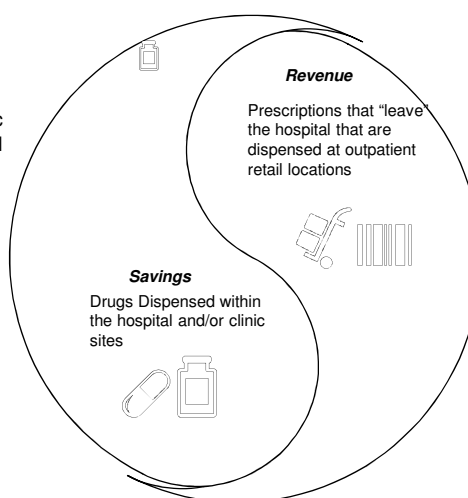 Revenue
Prescriptions that “leave”
the hospital that are
dispensed at outpatient
retail locations
Savings
Drugs Dispensed within
the hospital and/or clinic
sites